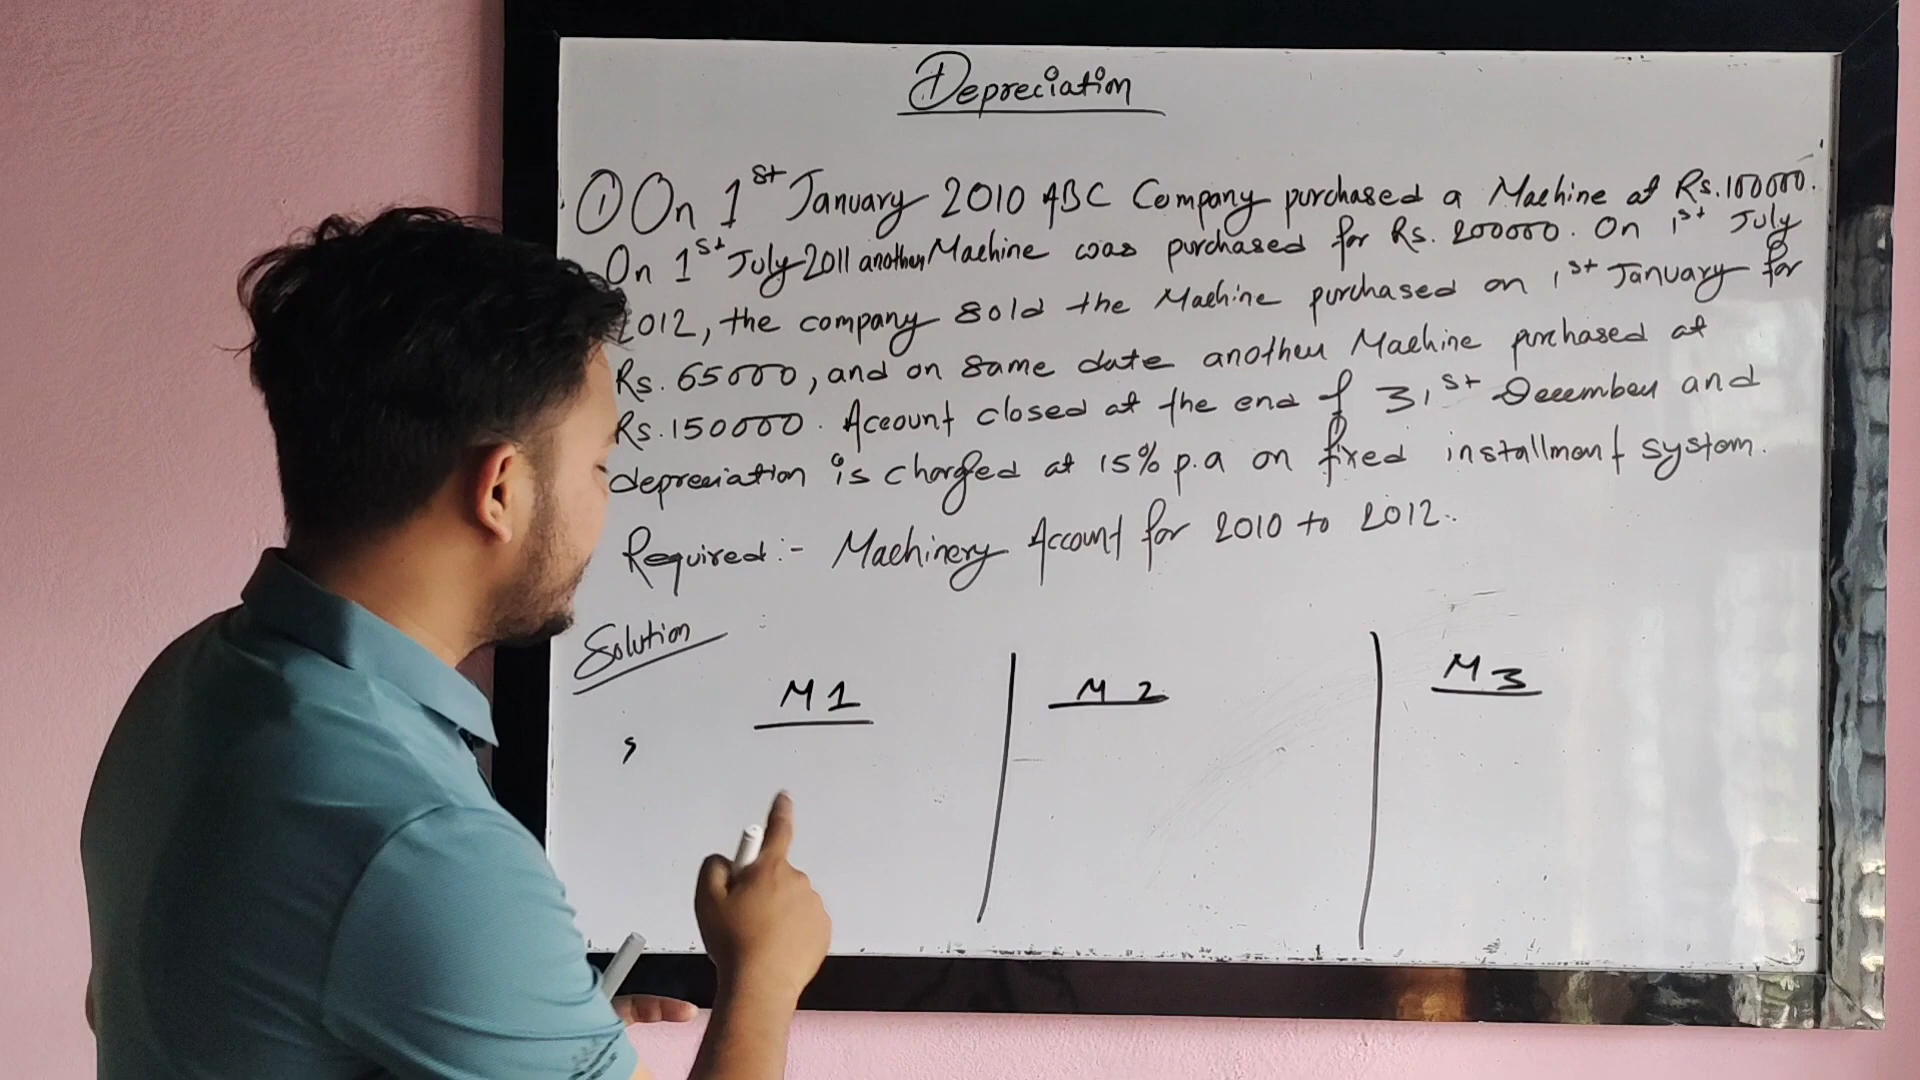 Depreciation
① On 1st January 2010 ABC Company purchased a Machine at Rs.100000.
On 1st July 2011 another Machine was purchased for Rs. 200000. On 1st July
2012, the company sold the Machine purchased on 1st January for
Rs. 65000, and on same date another Machine purchased at
Rs.150000. Account closed at the end of 31st December and
depreciation is charged at 15% p.a on fixed installment system.
Required:- Machinery Account for 2010 to 2012.
Solution
M1
M2
M3